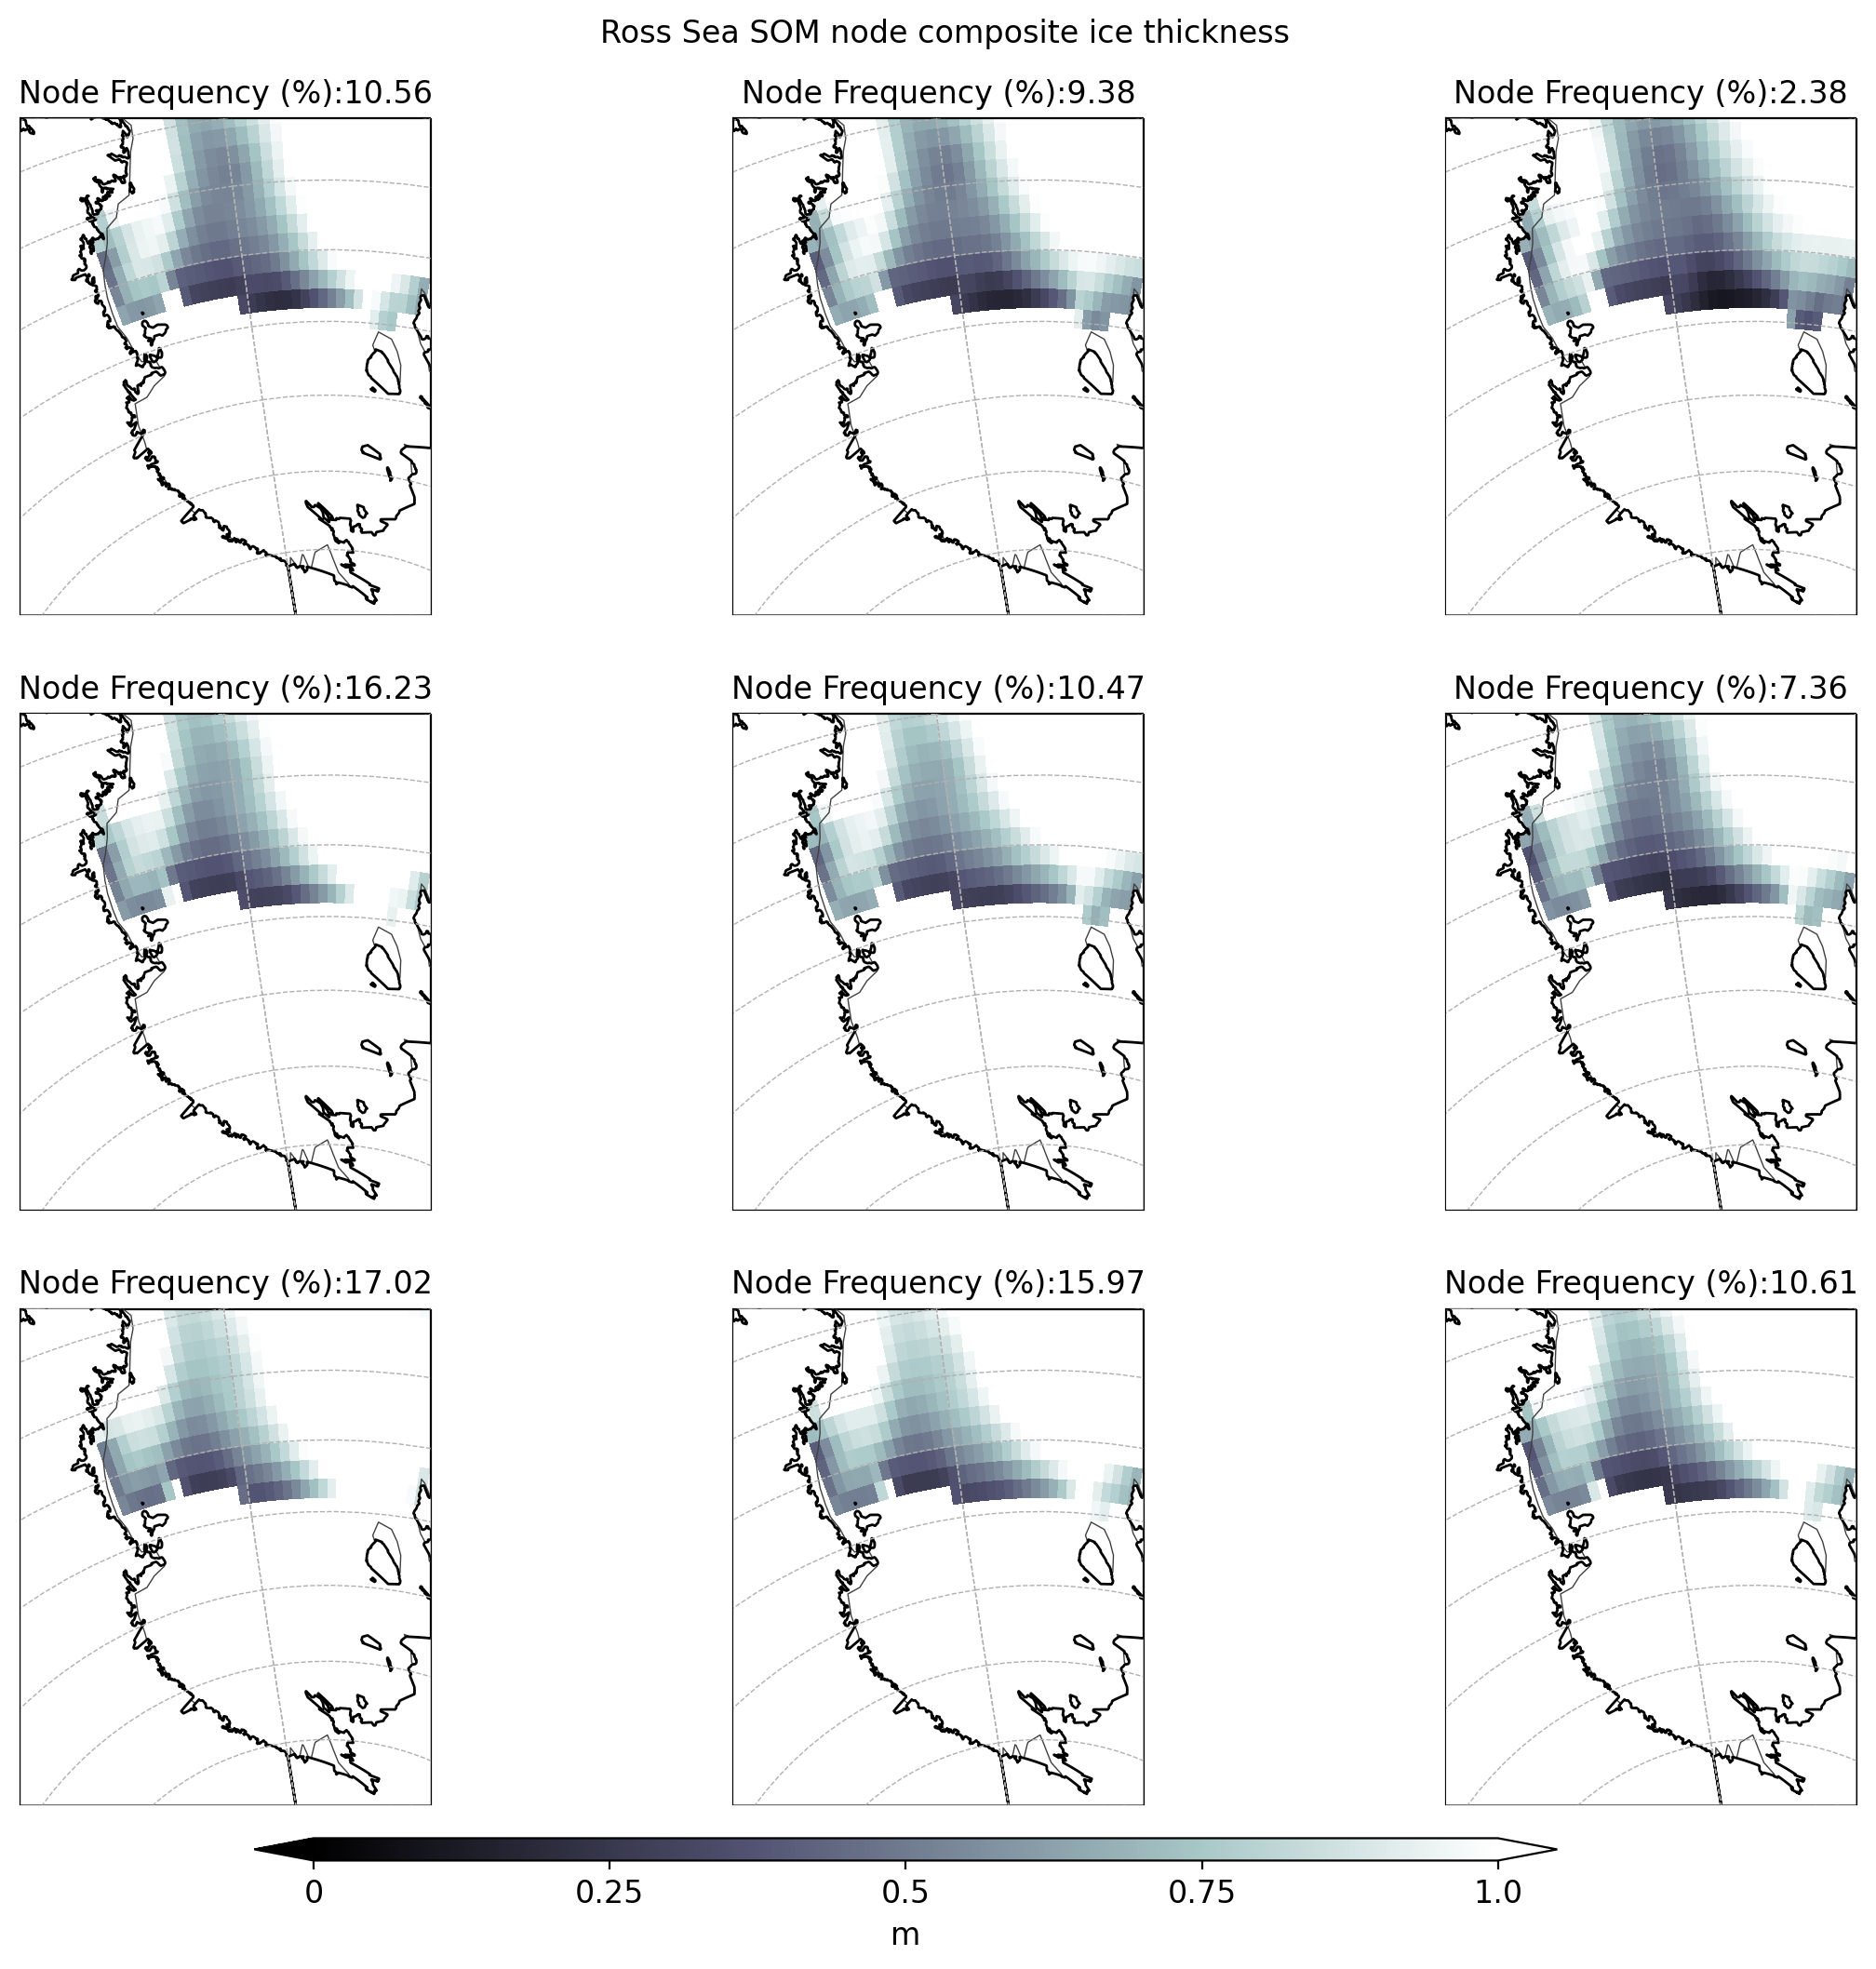 Ross Sea SOM node composite ice thickness
Node Frequency (%):10.56
Node Frequency (%):9.38
Node Frequency (%):2.38
Node Frequency (%):16.23
Node Frequency (%):10.47
Node Frequency (%):7.36
Node Frequency (%):17.02
Node Frequency (%):15.97
Node Frequency (%):10.61
0 0.25 0.5 0.75 1.0
m